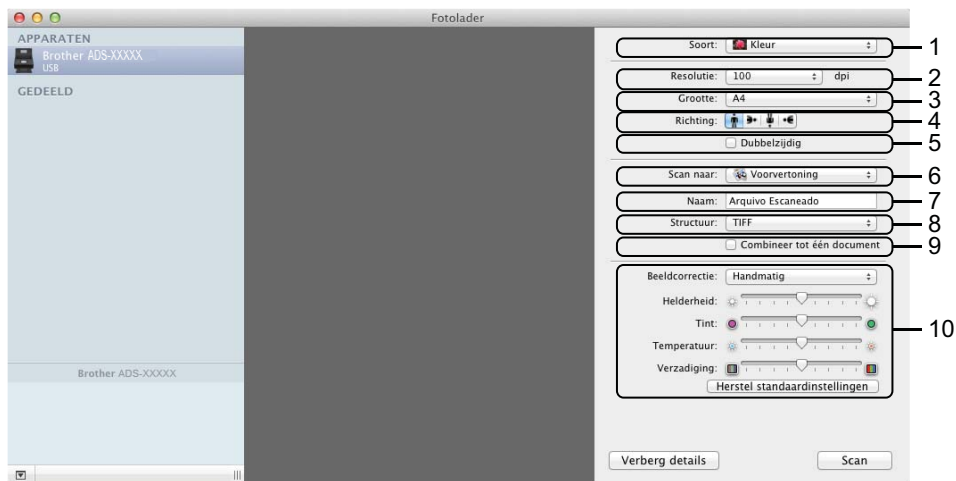 Fotolader
APPARATEN
Brother ADS-XXXXX
USB
GEDEELD
Brother ADS-XXXXX
Soort: Kleur 1
Resolutie: 100 dpi 2
Grootte: A4 3
Richting: 4
Dubbelzijdig 5
Scan naar: Voorvertoning 6
Naam: Arquivo Escaneado 7
Structuur: TIFF 8
Combineer tot één document 9
Beeldcorrectie: Handmatig
Helderheid:
Tint: 10
Temperatuur:
Verzadiging:
Herstel standaardinstellingen
Verberg details Scan